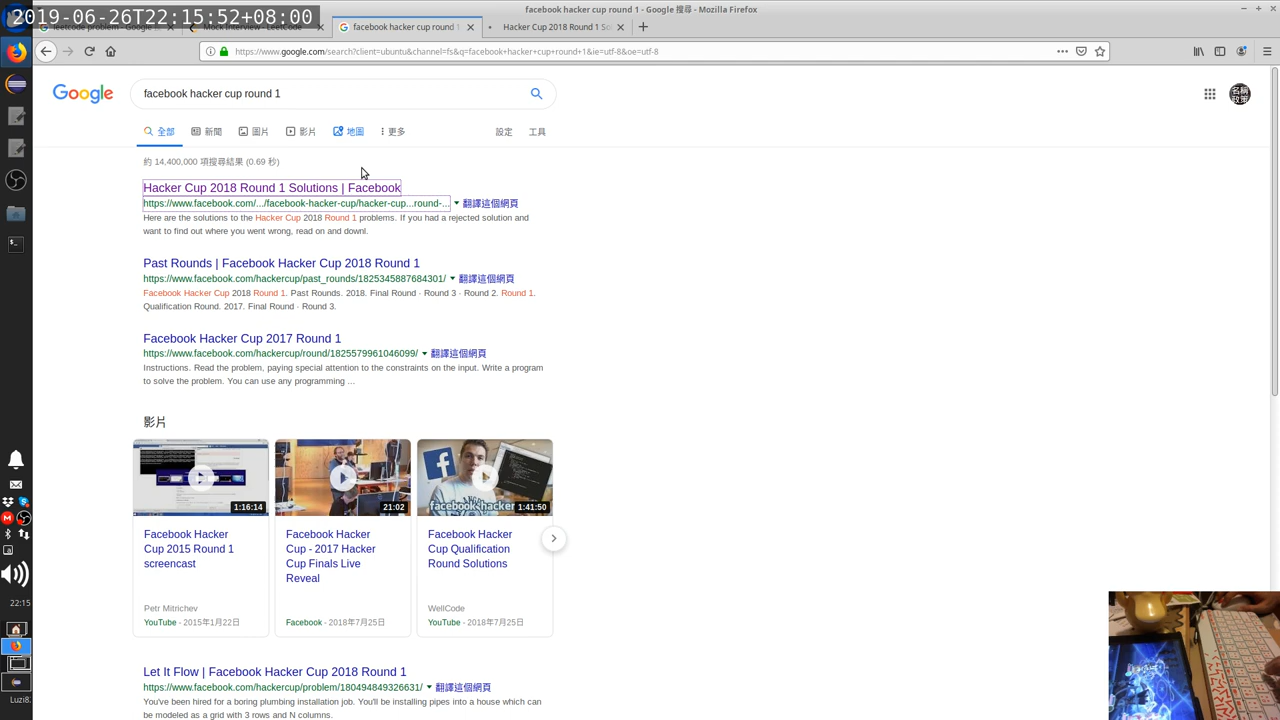 facebook hacker cup round 1 - Google 搜尋 - Mozilla Firefox
2019-06-26T22:15:52+08:00
leetcode problem - Google
Mock Interview - LeetCode
facebook hacker cup round 1
Hacker Cup 2018 Round 1 So
https://www.google.com/search?client=ubuntu&channel=fs&q=facebook+hacker+cup+round+1&ie=utf-8&oe=utf-8
Google
facebook hacker cup round 1
全部
新聞
圖片
影片
地圖
更多
設定
工具
約 14,400,000 項搜尋結果 (0.69 秒)
Hacker Cup 2018 Round 1 Solutions | Facebook
https://www.facebook.com/.../facebook-hacker-cup/hacker-cup...round-... 翻譯這個網頁
Here are the solutions to the Hacker Cup 2018 Round 1 problems. If you had a rejected solution and
want to find out where you went wrong, read on and downl.
Past Rounds | Facebook Hacker Cup 2018 Round 1
https://www.facebook.com/hackercup/past_rounds/1825345887684301/ 翻譯這個網頁
Facebook Hacker Cup 2018 Round 1. Past Rounds. 2018. Final Round · Round 3 · Round 2. Round 1.
Qualification Round. 2017. Final Round · Round 3.
Facebook Hacker Cup 2017 Round 1
https://www.facebook.com/hackercup/round/1825579961046099/ 翻譯這個網頁
Instructions. Read the problem, paying special attention to the constraints on the input. Write a program
to solve the problem. You can use any programming ...
影片
1:16:14
21:02
1:41:50
facebook hacker
Facebook Hacker
Cup 2015 Round 1
screencast
Petr Mitrichev
YouTube - 2015年1月22日
Facebook Hacker
Cup - 2017 Hacker
Cup Finals Live
Reveal
Facebook - 2018年7月25日
Facebook Hacker
Cup Qualification
Round Solutions
WellCode
YouTube - 2018年7月25日
Let It Flow | Facebook Hacker Cup 2018 Round 1
https://www.facebook.com/hackercup/problem/180494849326631/ 翻譯這個網頁
You've been hired for a boring plumbing installation job. You'll be installing pipes into a house which can
be modeled as a grid with 3 rows and N columns.
22:15